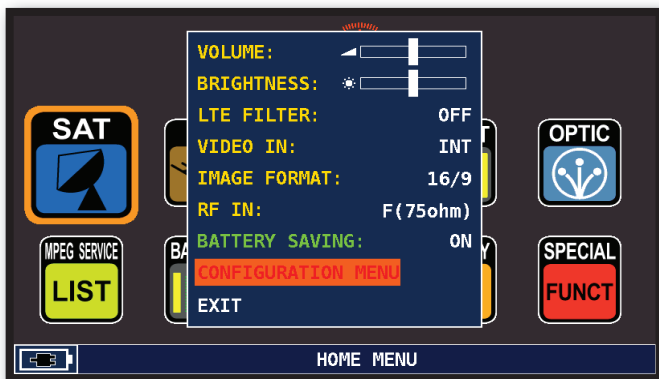 VOLUME:
BRIGHTNESS:
LTE FILTER: OFF
VIDEO IN: INT
IMAGE FORMAT: 16/9
RF IN: F(75ohm)
BATTERY SAVING: ON
CONFIGURATION MENU
EXIT
SAT
OPTIC
MPEG SERVICE
LIST
BA
SPECIAL
FUNCT
HOME MENU